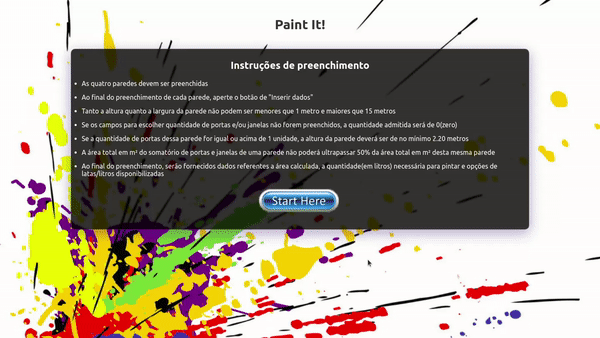 Paint It!
Instruções de preenchimento
As quatro paredes devem ser preenchidas
Ao final do preenchimento de cada parede, aperte o botão de "Inserir dados"
Tanto a altura quanto a largura da parede não podem ser menores que 1 metro e maiores que 15 metros
Se os campos para escolher quantidade de portas e/ou janelas não forem preenchidos, a quantidade admitida será de 0(zero)
Se a quantidade de portas dessa parede for igual ou acima de 1 unidade, a altura da parede deverá ser de no mínimo 2.20 metros
A área total em m² do somatório de portas e janelas de uma parede não poderá ultrapassar 50% da área total em m² desta mesma parede
Ao final do preenchimento, serão fornecidos dados referentes a área calculada, a quantidade(em litros) necessária para pintar e opções de
latas/litros disponibilizadas
Start Here